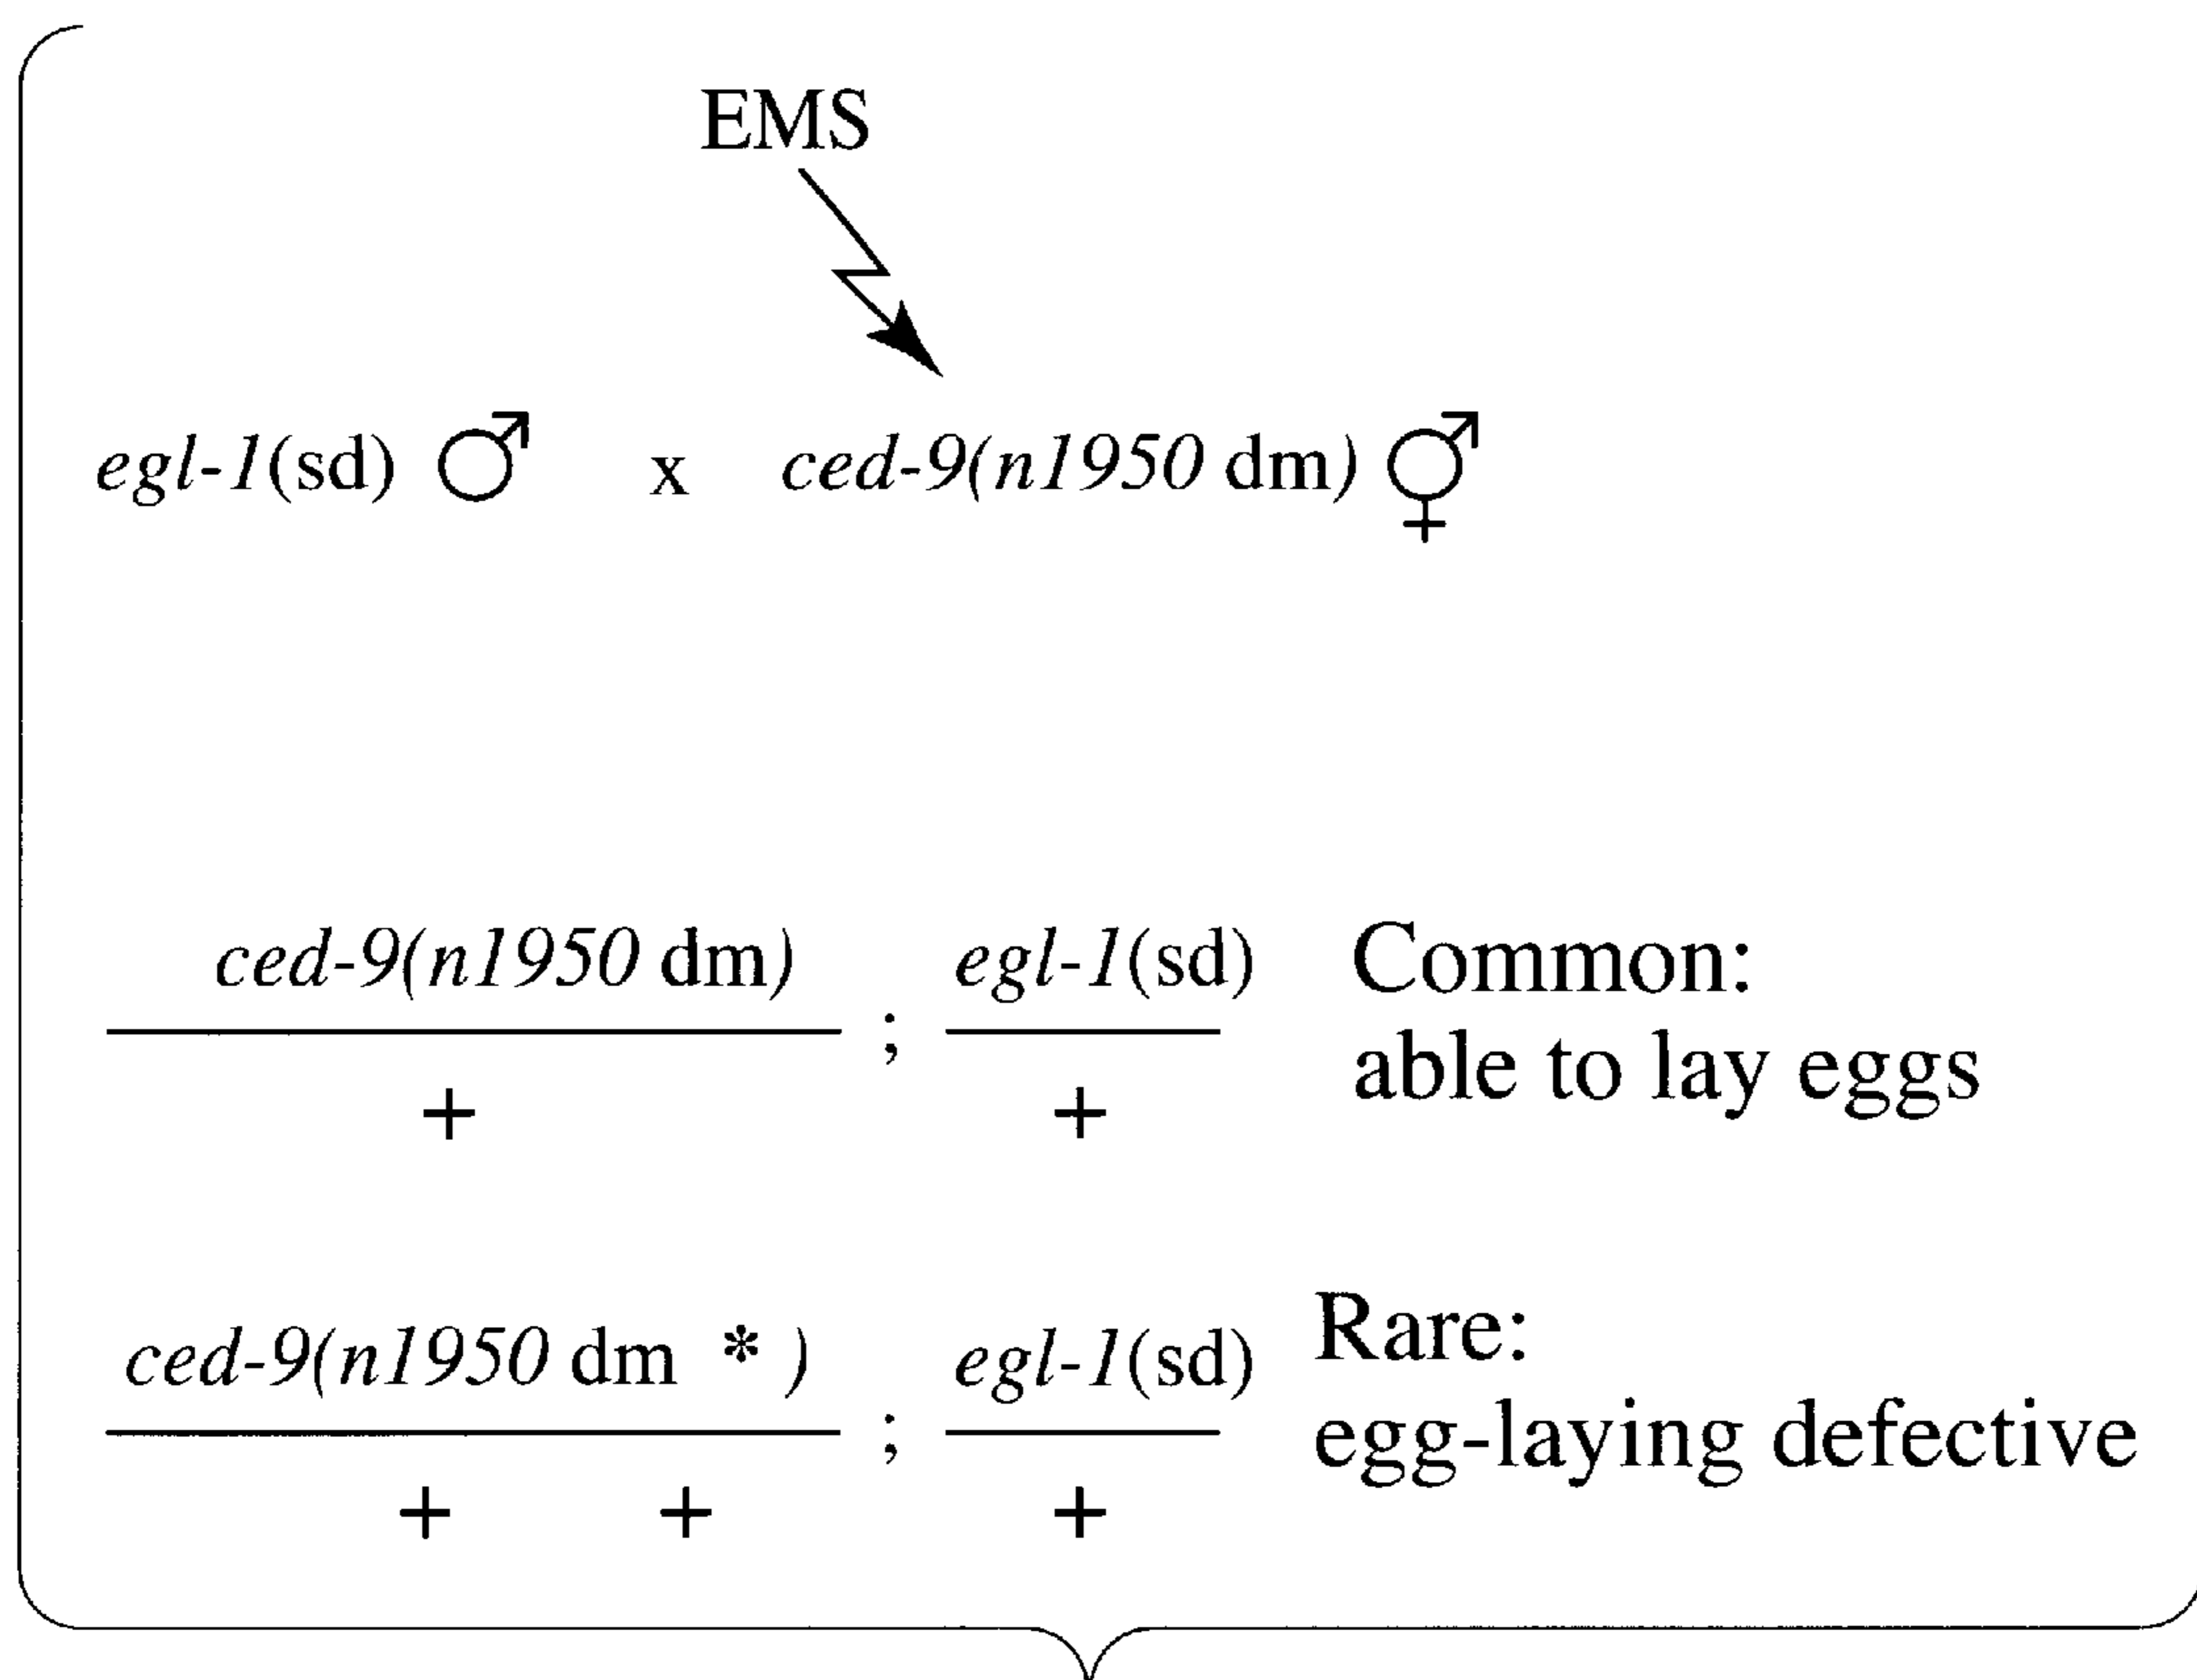 EMS
egl-1(sd) ♂ x ced-9(n1950 dm) ⚥
ced-9(n1950 dm) ; egl-1(sd) Common:
+ + able to lay eggs
ced-9(n1950 dm * ) ; egl-1(sd) Rare:
+ + + egg-laying defective